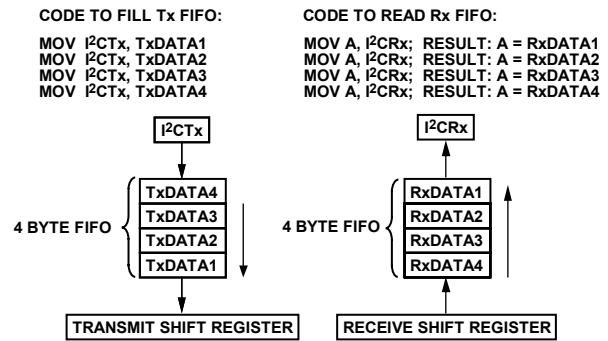 CODE TO FILL Tx FIFO:
MOV I²CTx, TxDATA1
MOV I²CTx, TxDATA2
MOV I²CTx, TxDATA3
MOV I²CTx, TxDATA4
I²CTx
4 BYTE FIFO
TxDATA4
TxDATA3
TxDATA2
TxDATA1
TRANSMIT SHIFT REGISTER
CODE TO READ Rx FIFO:
MOV A, I²CRx; RESULT: A = RxDATA1
MOV A, I²CRx; RESULT: A = RxDATA2
MOV A, I²CRx; RESULT: A = RxDATA3
MOV A, I²CRx; RESULT: A = RxDATA4
I²CRx
4 BYTE FIFO
RxDATA1
RxDATA2
RxDATA3
RxDATA4
RECEIVE SHIFT REGISTER